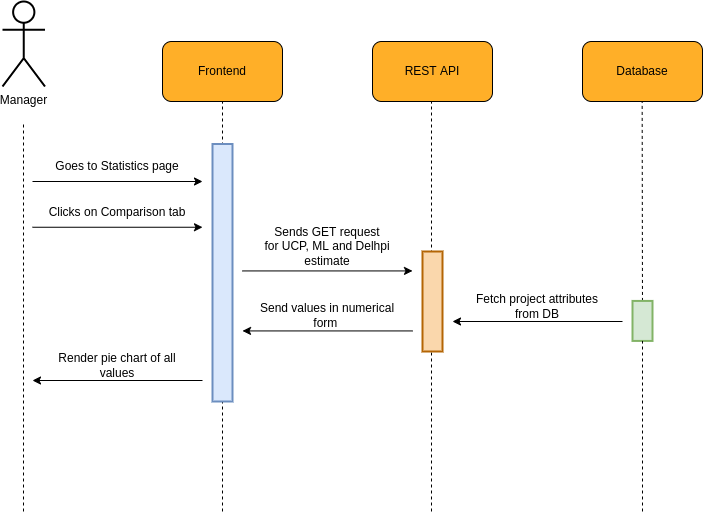 Manager
Frontend
REST API
Database
Goes to Statistics page
Clicks on Comparison tab
Sends GET request
for UCP, ML and Delhpi
estimate
Fetch project attributes
from DB
Send values in numerical
form
Render pie chart of all
values